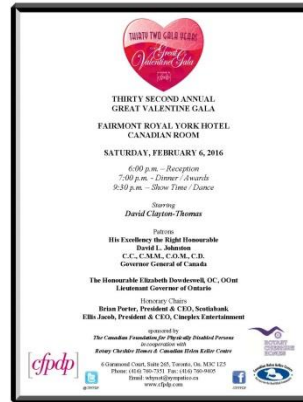 THIRTY TWO GALA YEARS
A Great
Valentine Gala
cfpdp
THIRTY SECOND ANNUAL
GREAT VALENTINE GALA
FAIRMONT ROYAL YORK HOTEL
CANADIAN ROOM
SATURDAY, FEBRUARY 6, 2016
6:00 p.m. – Reception
7:00 p.m. - Dinner / Awards
9:30 p.m. – Show Time / Dance
Starring
David Clayton-Thomas
Patrons
His Excellency the Right Honourable
David L. Johnston
C.C., C.M.M., C.O.M., C.D.
Governor General of Canada
The Honourable Elizabeth Dowdeswell, OC, OOnt
Lieutenant Governor of Ontario
Honorary Chairs
Brian Porter, President & CEO, Scotiabank
Ellis Jacob, President & CEO, Cineplex Entertainment
sponsored by
The Canadian Foundation for Physically Disabled Persons
in cooperation with
Rotary Cheshire Homes & Canadian Helen Keller Centre
6 Garamond Court, Suite 265, Toronto, On, M3C 1Z5
www.cfpdp.com
cfpdp
ROTARY
CHESHIRE
HOMES